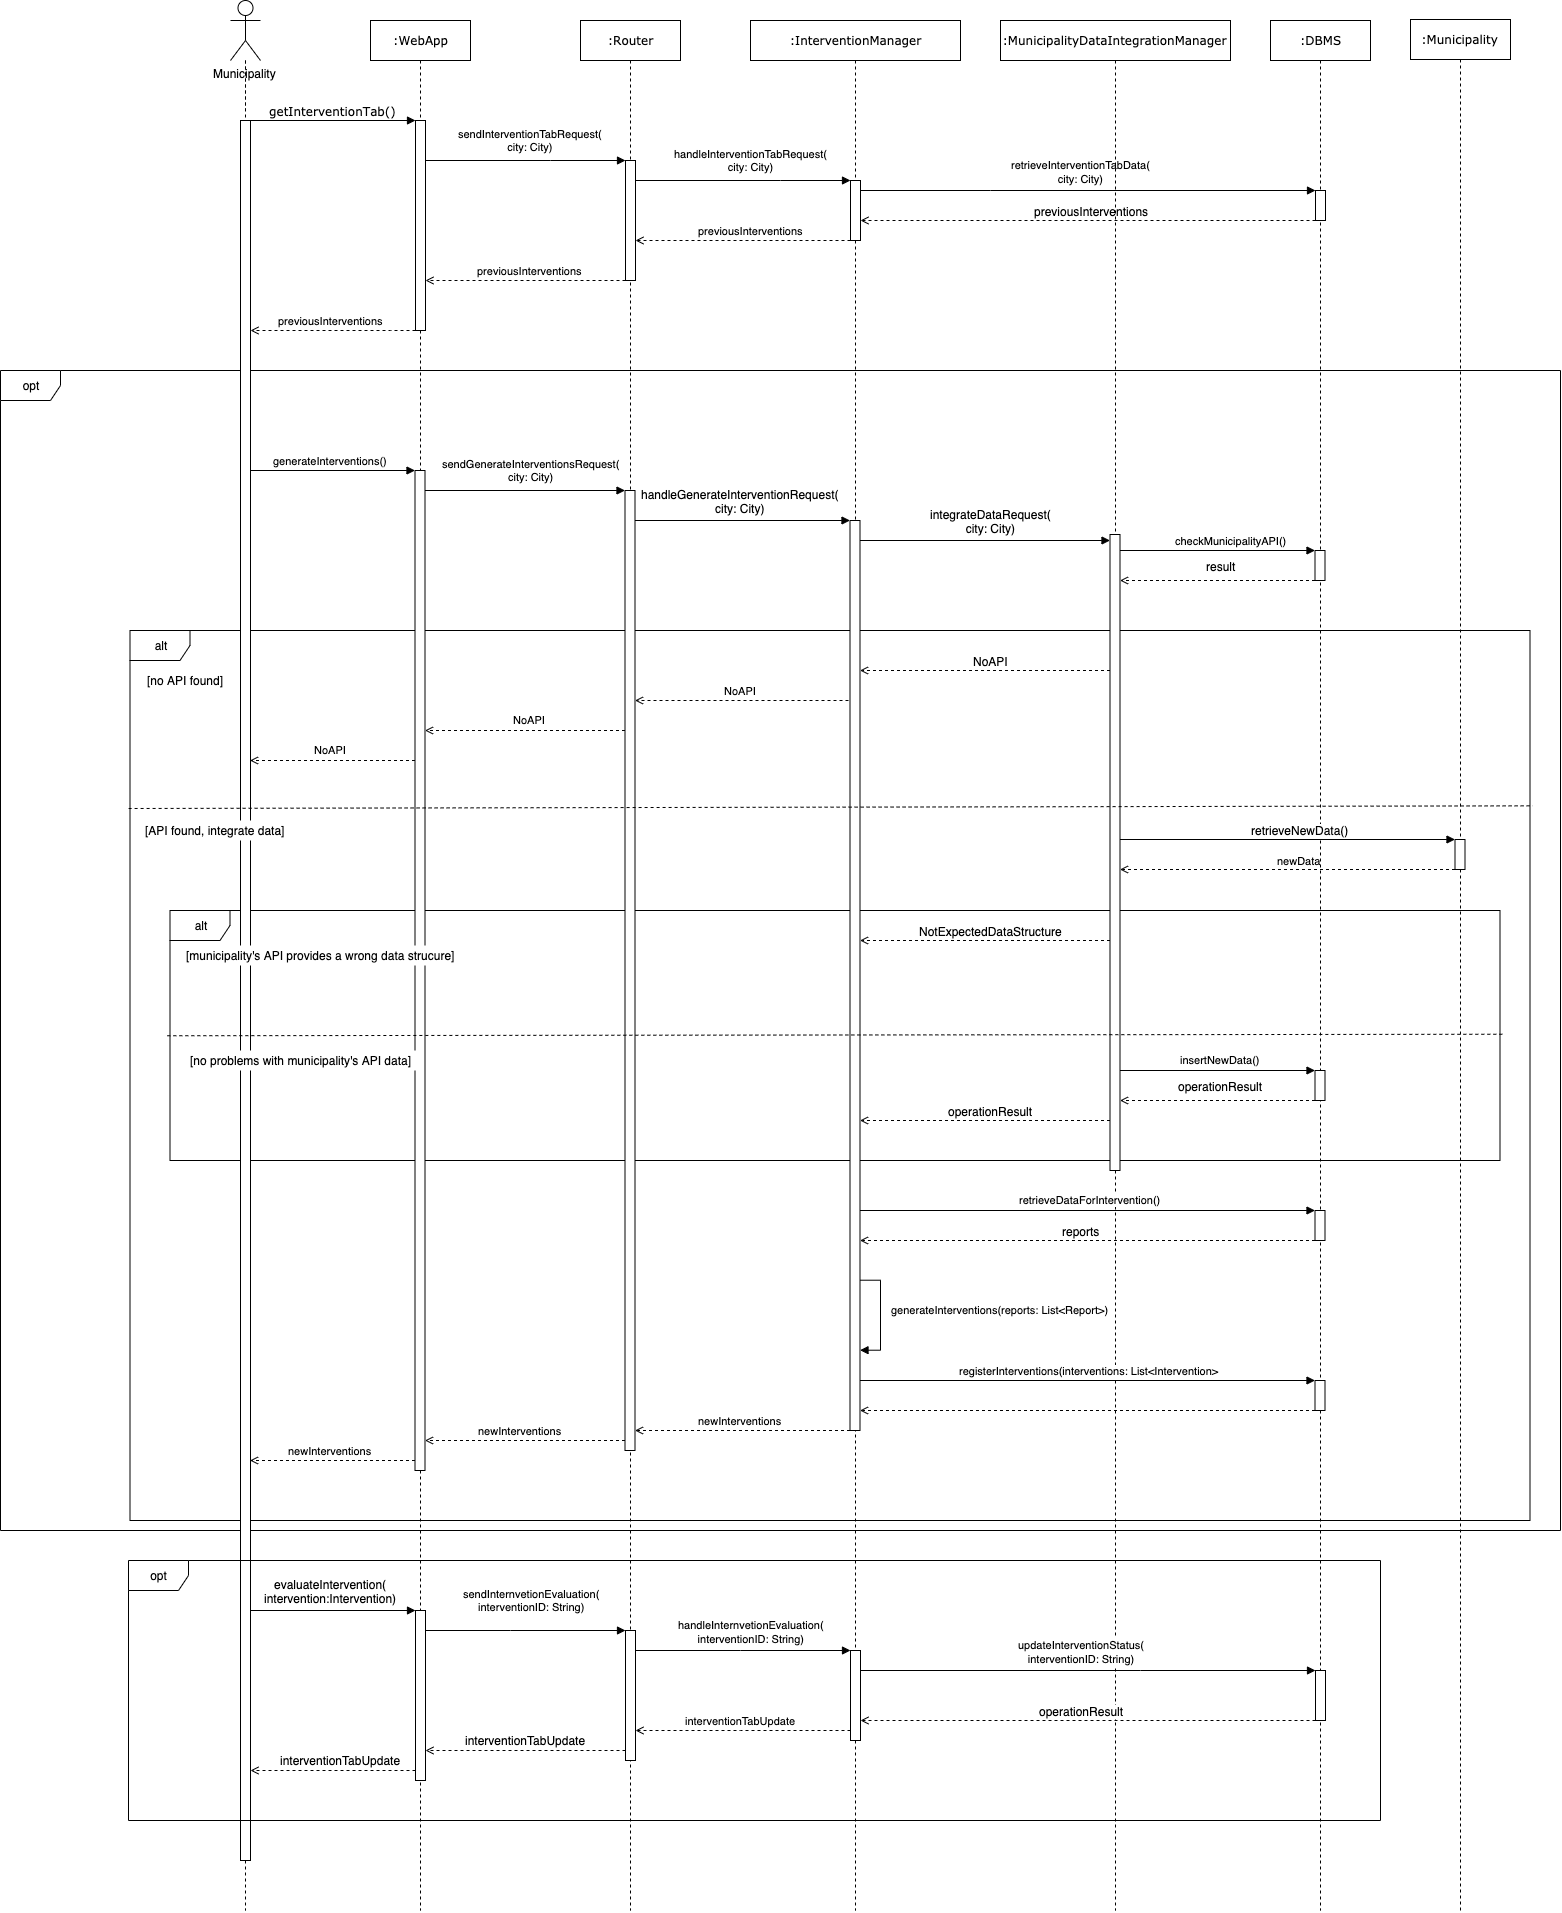 Municipality
:WebApp
:Router
:InterventionManager
:MunicipalityDataIntegrationManager
:DBMS
:Municipality
getInterventionTab()
sendInterventionTabRequest(
city: City)
handleInterventionTabRequest(
city: City)
retrieveInterventionTabData(
city: City)
previousInterventions
previousInterventions
previousInterventions
previousInterventions
opt
generateInterventions()
sendGenerateInterventionsRequest(
city: City)
handleGenerateInterventionRequest(
city: City)
integrateDataRequest(
city: City)
checkMunicipalityAPI()
result
alt
[no API found]
NoAPI
NoAPI
NoAPI
NoAPI
[API found, integrate data]
retrieveNewData()
newData
alt
[municipality's API provides a wrong data strucure]
NotExpectedDataStructure
[no problems with municipality's API data]
insertNewData()
operationResult
operationResult
retrieveDataForIntervention()
reports
generateInterventions(reports: List<Report>)
registerInterventions(interventions: List<Intervention>
newInterventions
newInterventions
newInterventions
opt
evaluateIntervention(
intervention:Intervention)
sendInternvetionEvaluation(
interventionID: String)
handleInternvetionEvaluation(
interventionID: String)
updateInterventionStatus(
interventionID: String)
operationResult
interventionTabUpdate
interventionTabUpdate
interventionTabUpdate